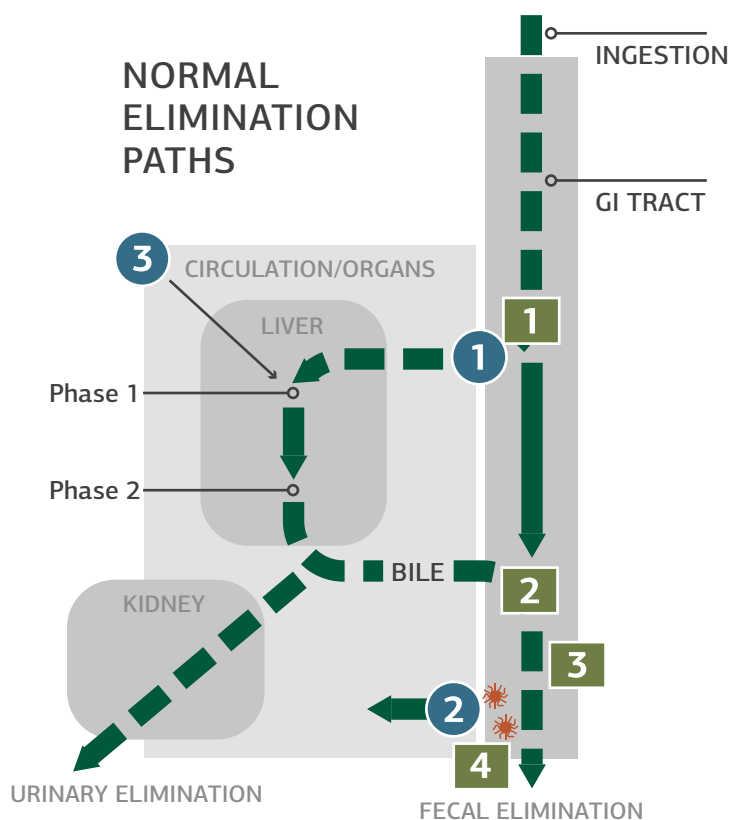 INGESTION
NORMAL
ELIMINATION
PATHS
GI TRACT
3
CIRCULATION/ORGANS
1
LIVER
1
Phase 1
Phase 2
BILE
2
KIDNEY
3
2
4
URINARY ELIMINATION
FECAL ELIMINATION